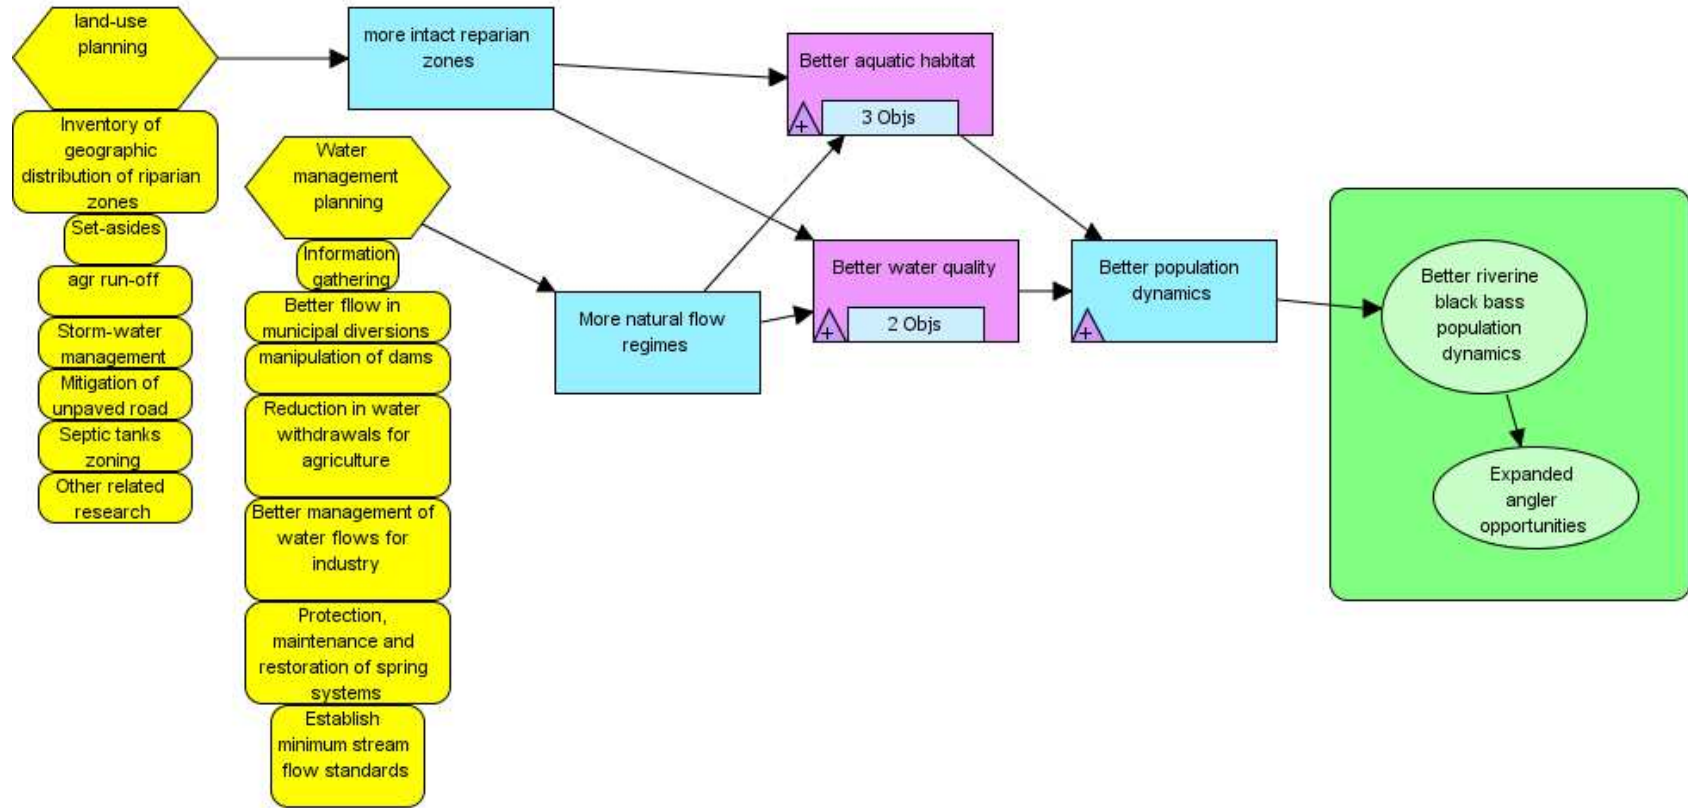 land-use
planning
Inventory of
geographic
distribution of riparian
zones
Set-asides
agr run-off
Storm-water
management
Mitigation of
unpaved road
Septic tanks
zoning
Other related
research
Water
management
planning
Information
gathering
Better fllow in
municipal diversions
manipulation of dams
Reduction in water
withdrawals for
agriculture
Better management of
water flows for
industry
Protection,
maintenance and
restoration of spring
systems
Establish
minimum stream
flow standards
more intact reparian
zones
More natural flow
regimes
Better aquatic habitat
+
3 Objs
Better water quality
+
2 Objs
Better population
dynamics
+
Better riverine
black bass
population
dynamics
Expanded
angler
opportunities